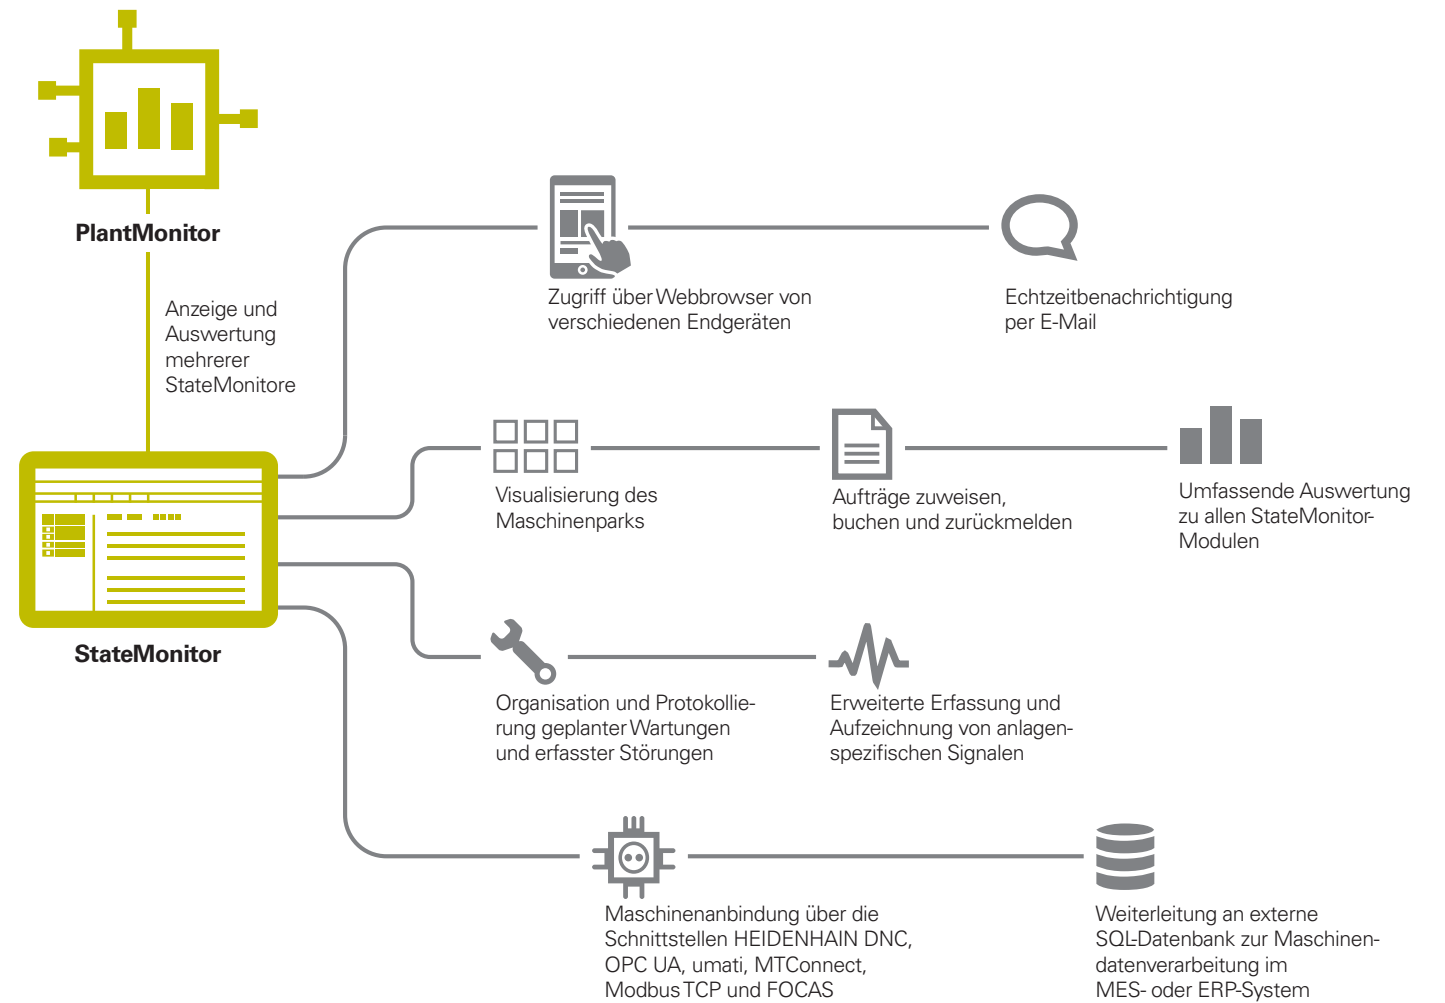 PlantMonitor
Anzeige und
Auswertung
mehrerer
StateMonitore
StateMonitor
Zugriff über Webbrowser von
verschiedenen Endgeräten
Echtzeitbenachrichtigung
per E-Mail
Visualisierung des
Maschinenparks
Aufträge zuweisen,
buchen und zurückmelden
Umfassende Auswertung
zu allen StateMonitor-
Modulen
Organisation und Protokollie-
rung geplanter Wartungen
und erfasster Störungen
Erweiterte Erfassung und
Aufzeichnung von anlagen-
spezifischen Signalen
Maschinenanbindung über die
Schnittstellen HEIDENHAIN DNC,
OPC UA, umati, MTConnect,
Modbus TCP und FOCAS
Weiterleitung an externe
SQL-Datenbank zur Maschinen-
datenverarbeitung im
MES- oder ERP-System